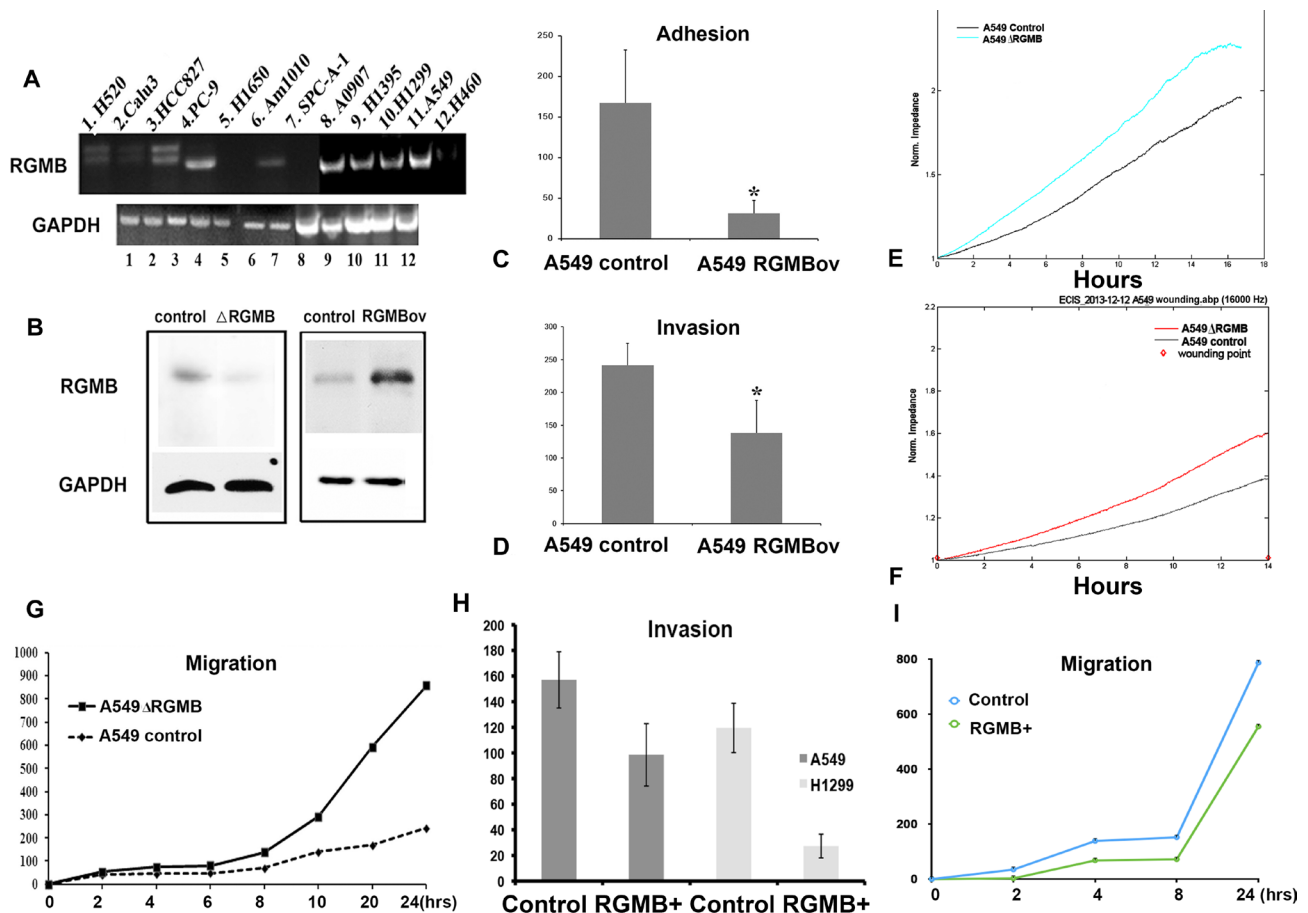 A
1. H520
2.Calu3
3.HCC827
4.PC-9
5. H1650
6. Am1010
7. SPC-A-1
8. A0907
9. H1395
10.H1299
11.A549
12.H460
RGMB
GAPDH
1 2 3 4 5 6 7 8 9 10 11 12
B
control △RGMB
control RGMBov
RGMB
GAPDH
C
Adhesion
250
200
150
100
50
0
*
A549 control A549 RGMBov
D
Invasion
300
250
200
150
100
50
0
*
A549 control A549 RGMBov
E
A549 Control
A549 ΔRGMB
Norm. Impedance
2
1.6
1
0 2 4 6 8 10 12 14 16 18
Hours
F
ECIS_2013-12-12 A549 wounding.abp (16000 Hz)
A549 ΔRGMB
A549 control
wounding point
Norm. Impedance
2.2
2
1.6
1.4
1.2
1
0 2 4 6 8 10 12 14
Hours
G
Migration
A549 ΔRGMB
A549 control
1000
900
800
700
600
500
400
300
200
100
0
0 2 4 6 8 10 20 24(hrs)
H
Invasion
200
180
160
140
120
100
80
60
40
20
0
A549
H1299
Control RGMB+ Control RGMB+
I
Migration
Control
RGMB+
800
600
400
200
0
0 2 4 8 24 (hrs)